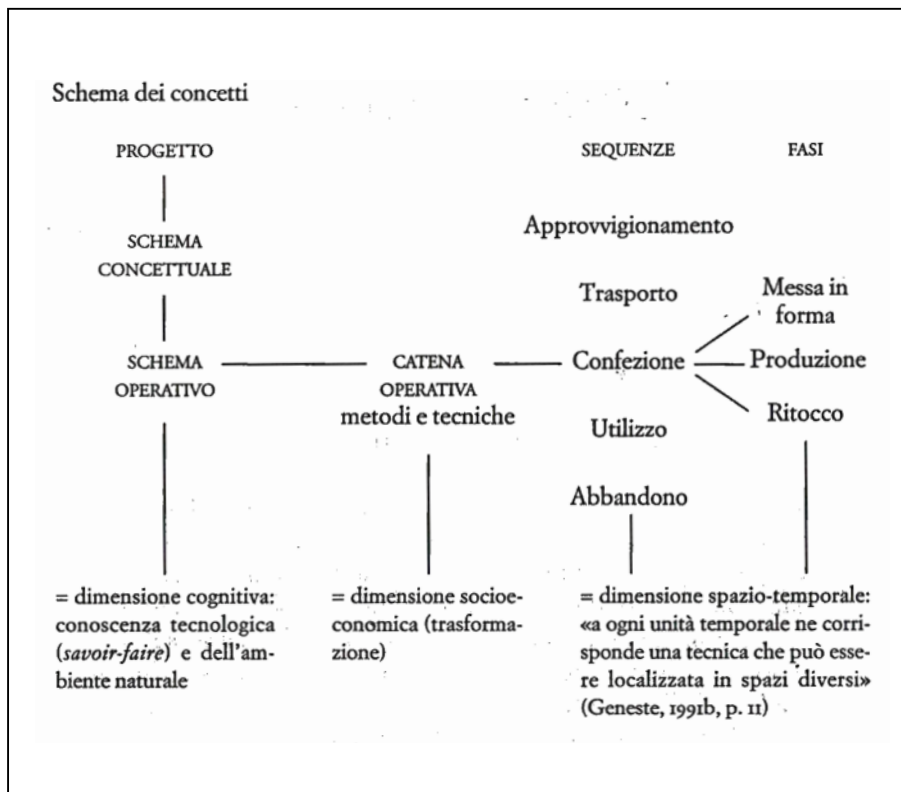 Schema dei concetti
PROGETTO
SCHEMA
CONCETTUALE
SCHEMA
OPERATIVO
= dimensione cognitiva:
conoscenza tecnologica
(savoir-faire) e dell'am-
biente naturale
CATENA
OPERATIVA
metodi e tecniche
= dimensione socioe-
conomica (trasforma-
zione)
SEQUENZE
Approvvigionamento
Trasporto
Confezione
Utilizzo
Abbandono
FASI
Messa in
forma
Produzione
Ritocco
= dimensione spazio-temporale:
«a ogni unità temporale ne corri-
sponde una tecnica che può esse-
re localizzata in spazi diversi»
(Geneste, 1991b, p. 11)